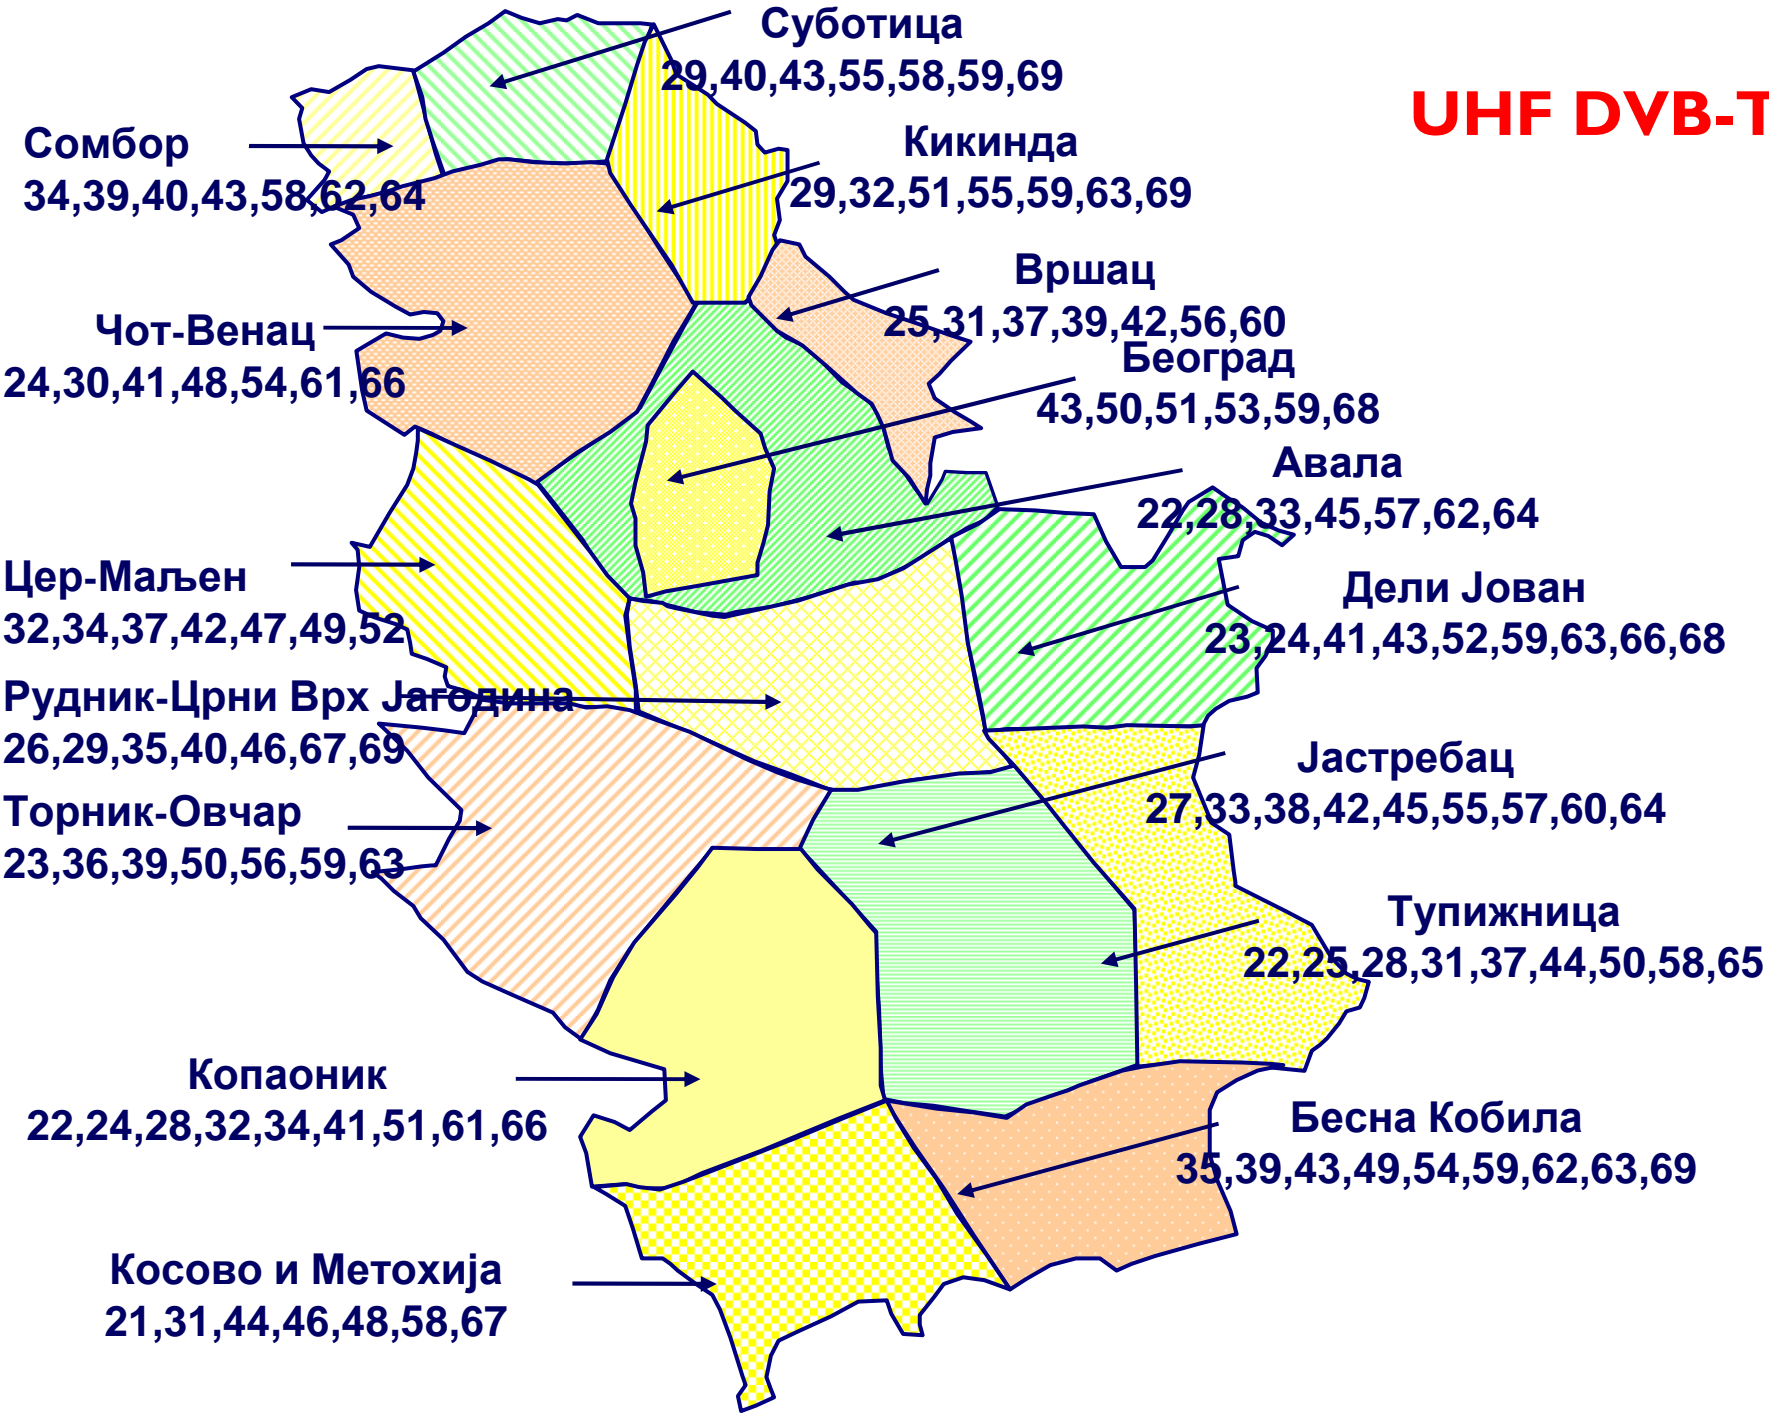 Суботица
29,40,43,55,58,59,69
UHF DVB-T
Сомбор
34,39,40,43,58,62,64
Кикинда
29,32,51,55,59,63,69
Вршац
25,31,37,39,42,56,60
Чот-Венац
24,30,41,48,54,61,66
Београд
43,50,51,53,59,68
Авала
22,28,33,45,57,62,64
Цер-Маљен
32,34,37,42,47,49,52
Дели Јован
23,24,41,43,52,59,63,66,68
Рудник-Црни Врх Јагодина
26,29,35,40,46,67,69
Јастребац
27,33,38,42,45,55,57,60,64
Торник-Овчар
23,36,39,50,56,59,63
Тупижница
22,25,28,31,37,44,50,58,65
Копаоник
22,24,28,32,34,41,51,61,66
Бесна Кобила
35,39,43,49,54,59,62,63,69
Косово и Метохија
21,31,44,46,48,58,67